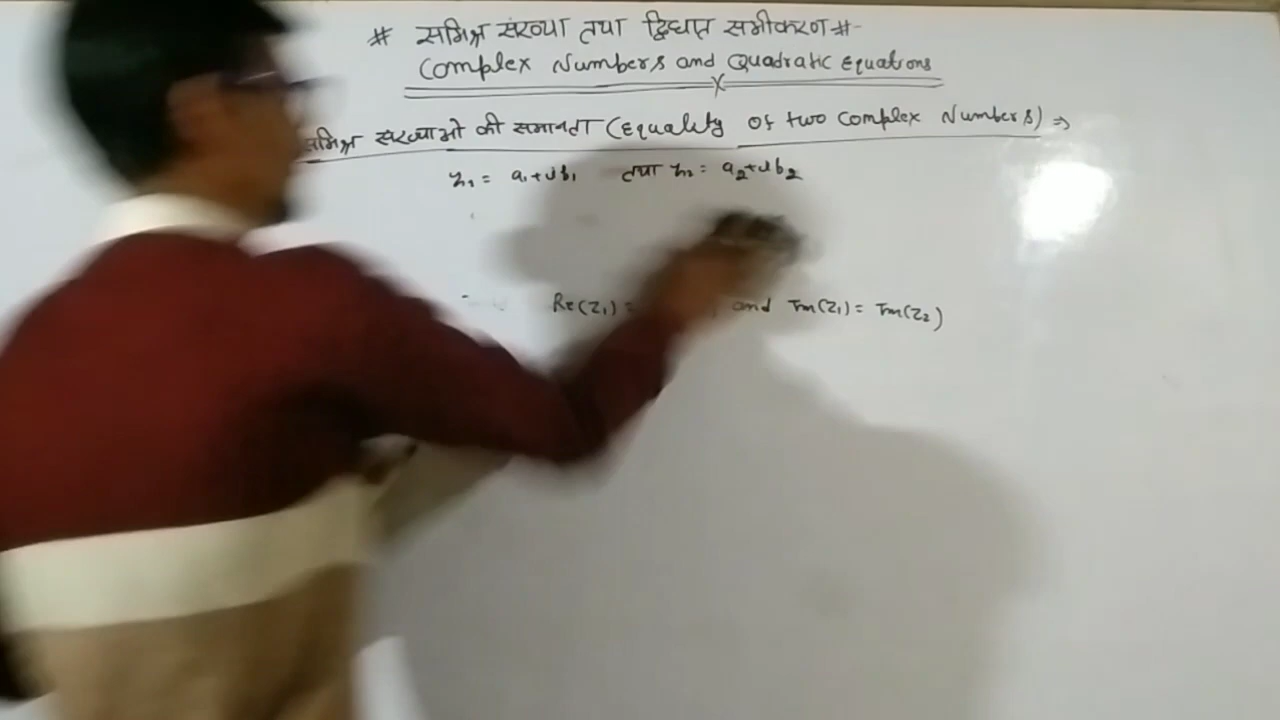 # समिश्र संख्या तथा द्विघात समीकरण #
Complex Numbers and Quadratic Equations
समिश्र संख्याओ की समानता (Equality of two Complex Numbers) ⇒
z₁ = a₁+ib₁ तथा z₂ = a₂+ib₂
Re(z₁) = and Im(z₁) = Im(z₂)